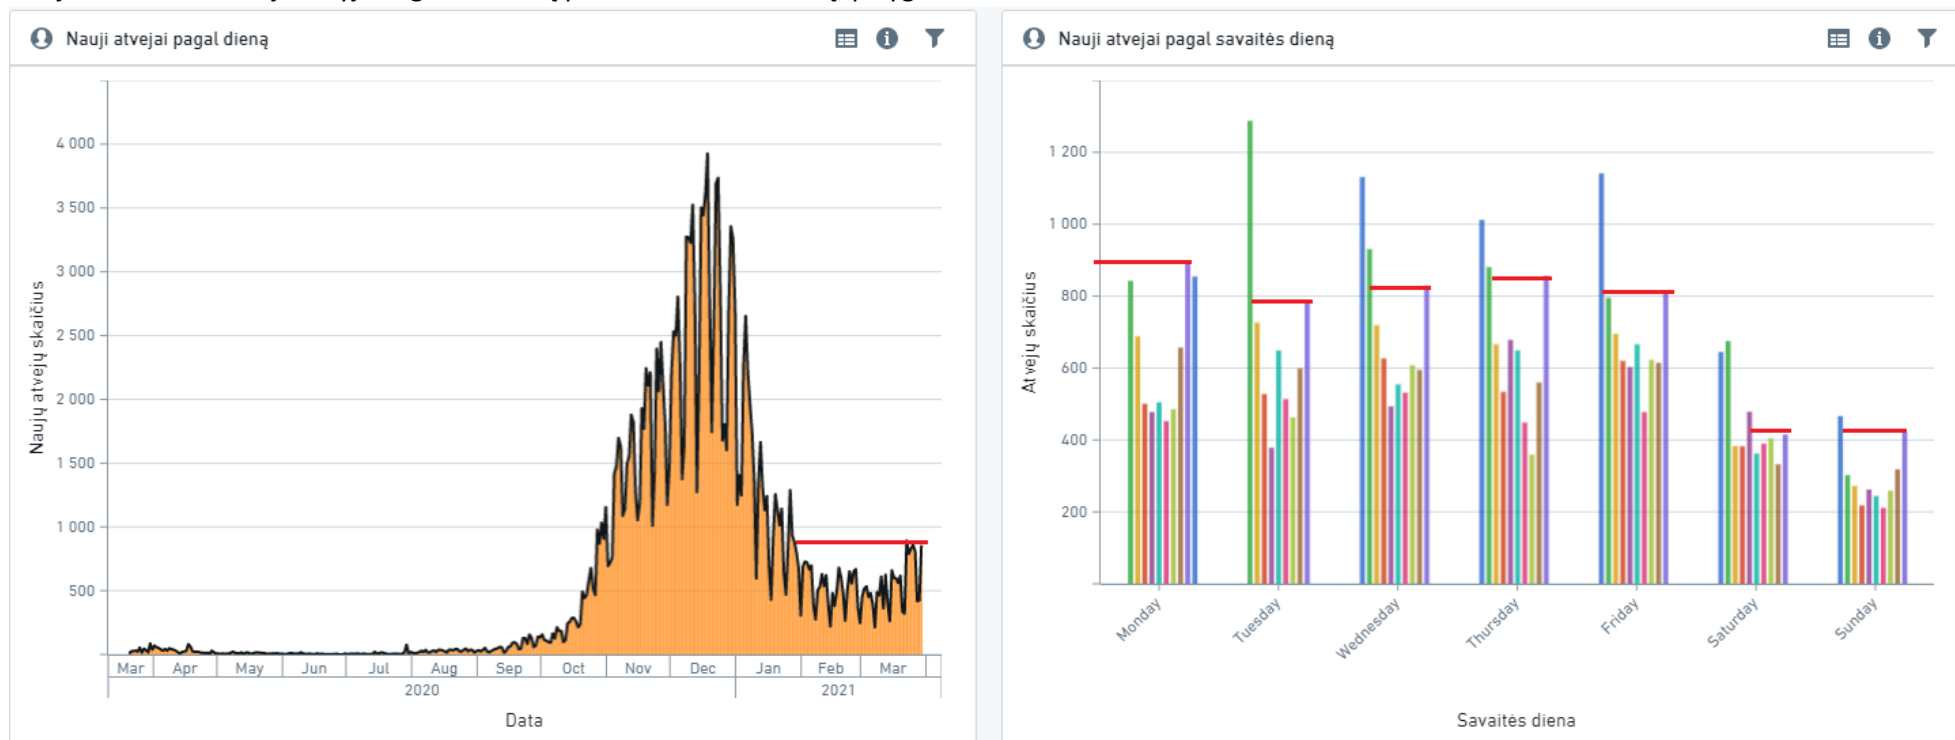 Nauji atvejai pagal dieną
4 000
3 500
3 000
2 500
2 000
1 500
1 000
500
Naujų atvejų skaičius
Mar Apr May Jun Jul Aug Sep Oct Nov Dec Jan Feb Mar
2020 2021
Data
Nauji atvejai pagal savaitės dieną
1 200
1 000
800
600
400
200
Atvejų skaičius
Monday Tuesday Wednesday Thursday Friday Saturday Sunday
Savaitės diena